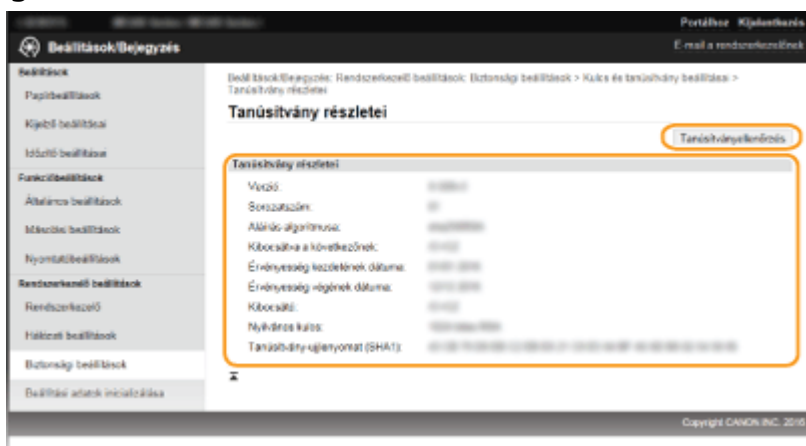 Portálhoz Kijelentkezés
Beállítások/Bejegyzés
E-mail a rendszerkezelőnek
Beállítások
Papírbeállítások
Kijelző beállításai
Időzítő beállításai
Funkcióbeállítások
Általános beállítások
Másolási beállítások
Nyomtatóbeállítások
Rendszerkezelő beállítások
Rendszerkezelő
Hálózati beállítások
Biztonsági beállítások
Beállítási adatok inicializálása
Beállítások/Bejegyzés: Rendszerkezelő beállítások: Biztonsági beállítások > Kulcs és tanúsítvány beállításai >
Tanúsítvány részletei
Tanúsítvány részletei
Tanúsítványellenőrzés
Tanúsítvány részletei
Verzió:
Sorozatszám:
Aláírás-algoritmusa:
Kibocsátva a következőnek:
Érvényesség kezdetének dátuma:
Érvényesség végének dátuma:
Kibocsátó:
Nyilvános kulcs:
Tanúsítvány-ujjlenyomat (SHA1):
Copyright CANON INC. 2015